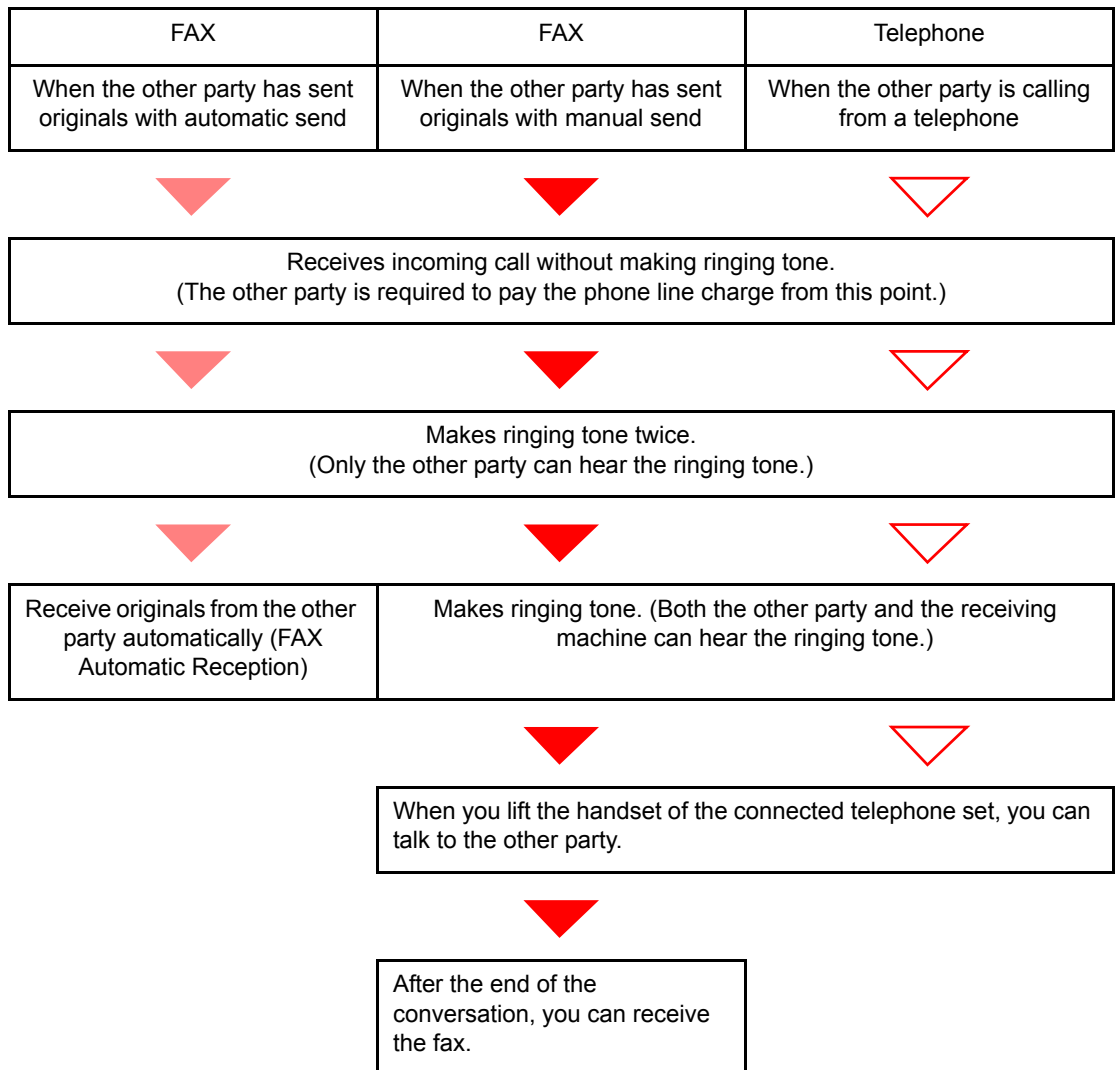 FAX
FAX
Telephone
When the other party has sent
originals with automatic send
When the other party has sent
originals with manual send
When the other party is calling
from a telephone
Receives incoming call without making ringing tone.
(The other party is required to pay the phone line charge from this point.)
Makes ringing tone twice.
(Only the other party can hear the ringing tone.)
Receive originals from the other
party automatically (FAX
Automatic Reception)
Makes ringing tone. (Both the other party and the receiving
machine can hear the ringing tone.)
When you lift the handset of the connected telephone set, you can
talk to the other party.
After the end of the
conversation, you can receive
the fax.